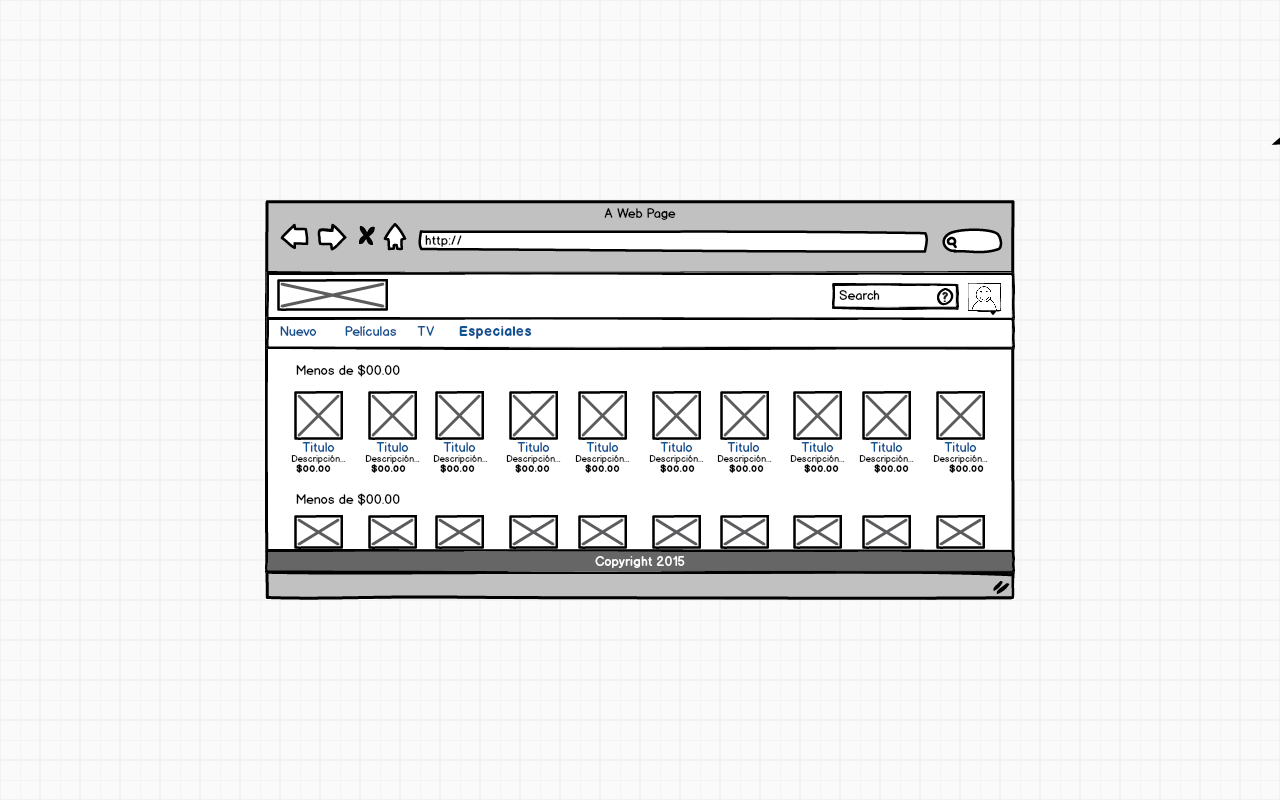 A Web Page
http://
Search ?
Nuevo Películas TV Especiales
Menos de $00.00
Titulo Titulo Titulo Titulo Titulo Titulo Titulo Titulo Titulo Titulo
Descripción... Descripción... Descripción... Descripción... Descripción... Descripción... Descripción... Descripción... Descripción... Descripción...
$00.00 $00.00 $00.00 $00.00 $00.00 $00.00 $00.00 $00.00 $00.00 $00.00
Menos de $00.00
Copyright 2015